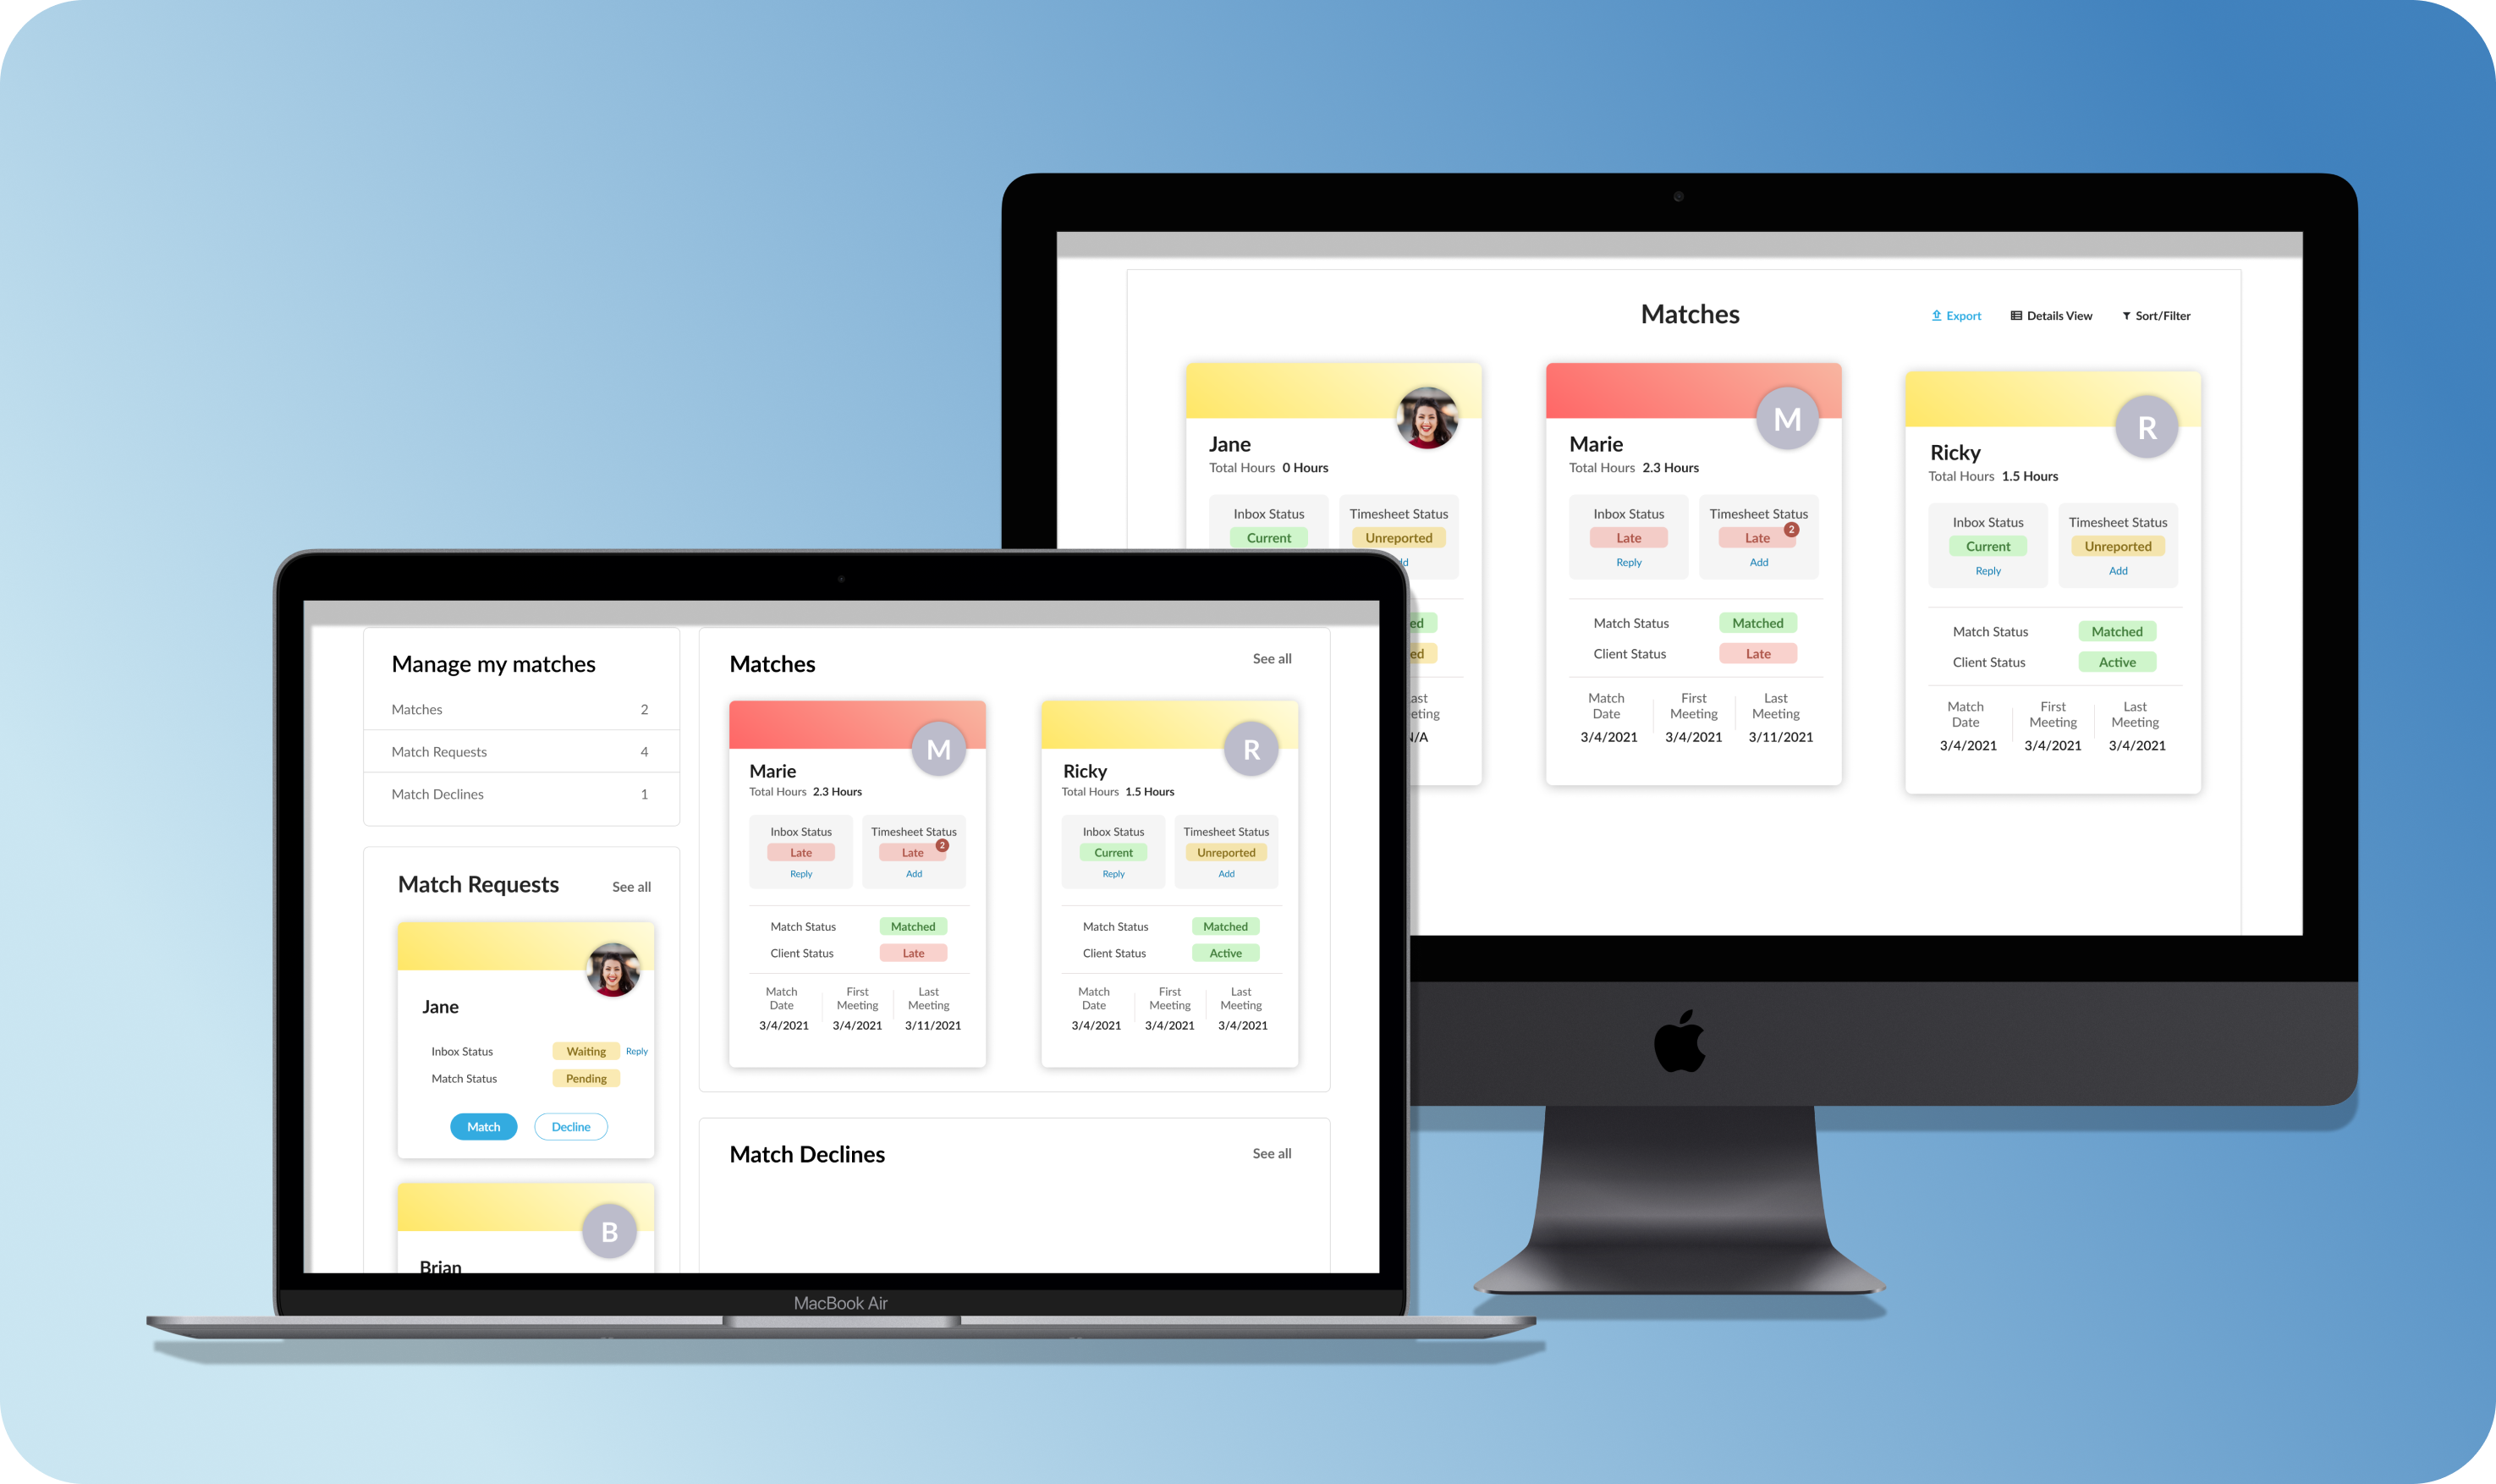 Matches
Export
Details View
Sort/Filter
Jane
Total Hours 0 Hours
Inbox Status
Current
Timesheet Status
Unreported
M
Marie
Total Hours 2.3 Hours
Inbox Status
Late
Reply
Timesheet Status
Late
2
Add
Match Status Matched
Client Status Late
Match Date
First Meeting
Last Meeting
3/4/2021 3/4/2021 3/11/2021
R
Ricky
Total Hours 1.5 Hours
Inbox Status
Current
Reply
Timesheet Status
Unreported
Add
Match Status Matched
Client Status Active
Match Date
First Meeting
Last Meeting
3/4/2021 3/4/2021 3/4/2021
Manage my matches
Matches 2
Match Requests 4
Match Declines 1
Match Requests
See all
Jane
Inbox Status Waiting Reply
Match Status Pending
Match Decline
B
Brian
Matches
See all
M
Marie
Total Hours 2.3 Hours
Inbox Status
Late
Reply
Timesheet Status
Late
2
Add
Match Status Matched
Client Status Late
Match Date
First Meeting
Last Meeting
3/4/2021 3/4/2021 3/11/2021
R
Ricky
Total Hours 1.5 Hours
Inbox Status
Current
Reply
Timesheet Status
Unreported
Add
Match Status Matched
Client Status Active
Match Date
First Meeting
Last Meeting
3/4/2021 3/4/2021 3/4/2021
Match Declines
See all
MacBook Air